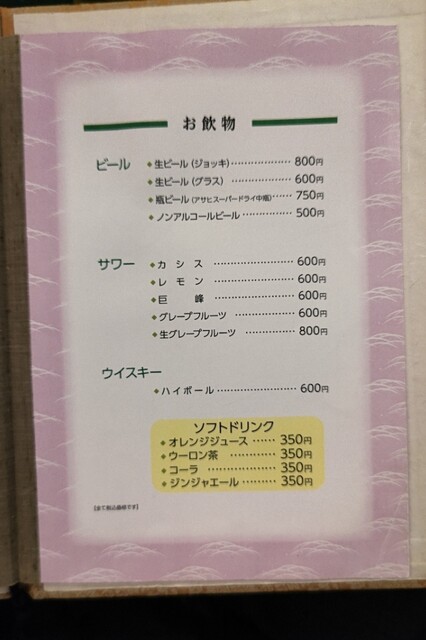 お飲物
ビール
◆生ビール(ジョッキ)………………… 800円
◆生ビール(グラス) ………………… 600円
◆瓶ビール(アサヒスーパードライ中瓶)…… 750円
◆ノンアルコールビール ……………… 500円
サワー
◆カ シ ス ……………………… 600円
◆レ モ ン ……………………… 600円
◆巨 峰 ……………………… 600円
◆グレープフルーツ ………………… 600円
◆生グレープフルーツ ……………… 800円
ウイスキー
◆ハイボール ……………………… 600円
ソフトドリンク
◆オレンジジュース …… 350円
◆ウーロン茶 ………… 350円
◆コーラ ……………… 350円
◆ジンジャエール ……… 350円
【全て税込価格です】